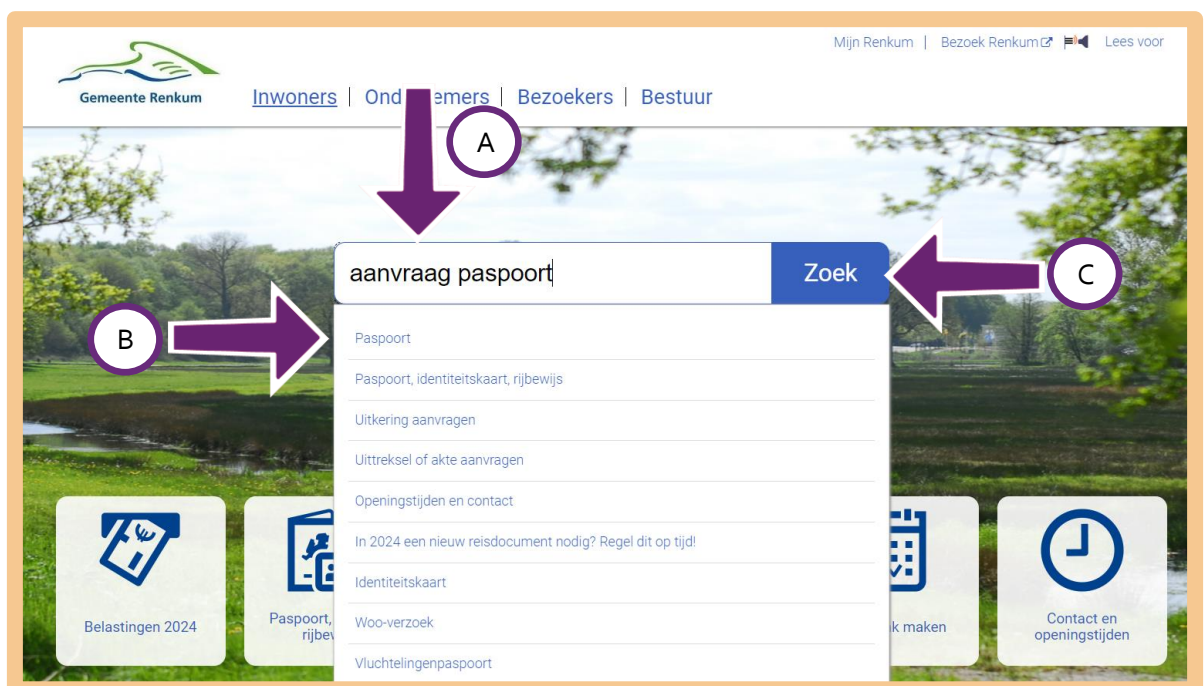 Mijn Renkum | Bezoek Renkum Lees voor
Gemeente Renkum
Inwoners | Ond emers | Bezoekers | Bestuur
A
aanvraag paspoort Zoek
C
B
Paspoort
Paspoort, identiteitskaart, rijbewijs
Uitkering aanvragen
Uittreksel of akte aanvragen
Openingstijden en contact
In 2024 een nieuw reisdocument nodig? Regel dit op tijd!
Identiteitskaart
Woo-verzoek
Vluchtelingenpaspoort
Belastingen 2024
Paspoort,
rijbev
k maken
Contact en
openingstijden